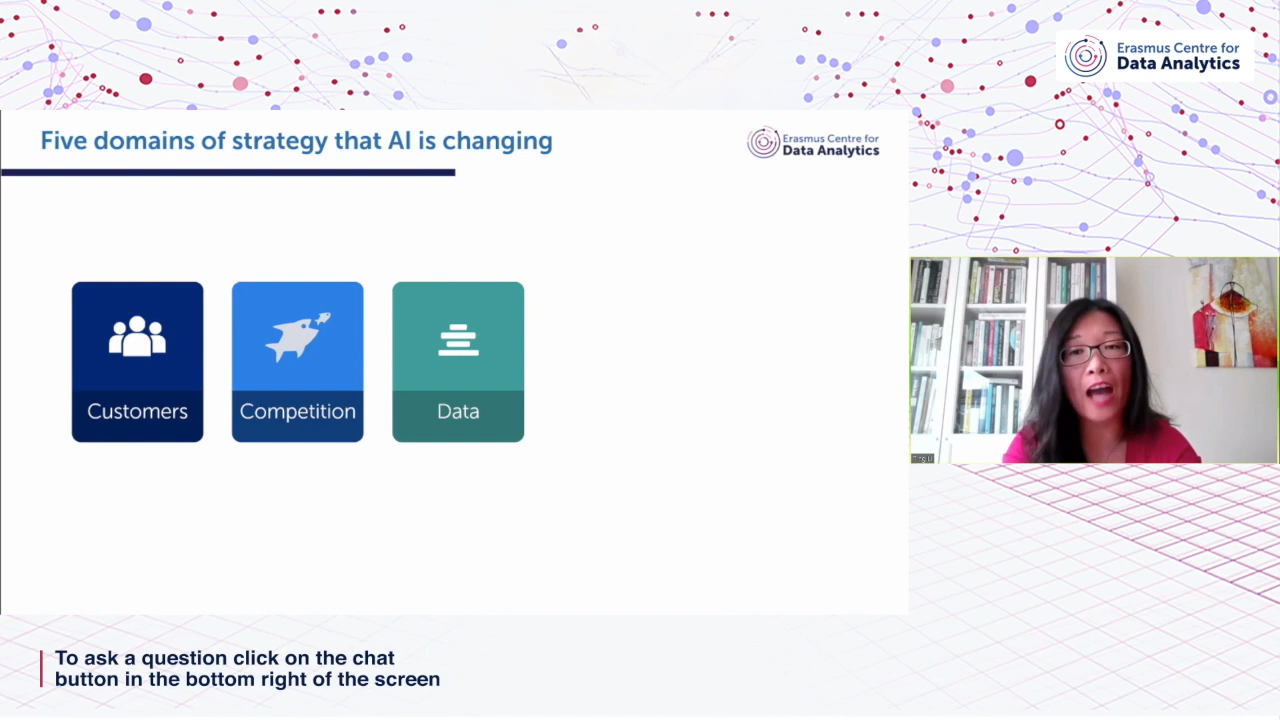 Erasmus Centre for
Data Analytics
Five domains of strategy that AI is changing
Erasmus Centre for
Data Analytics
Customers
Competition
Data
To ask a question click on the chat
button in the bottom right of the screen